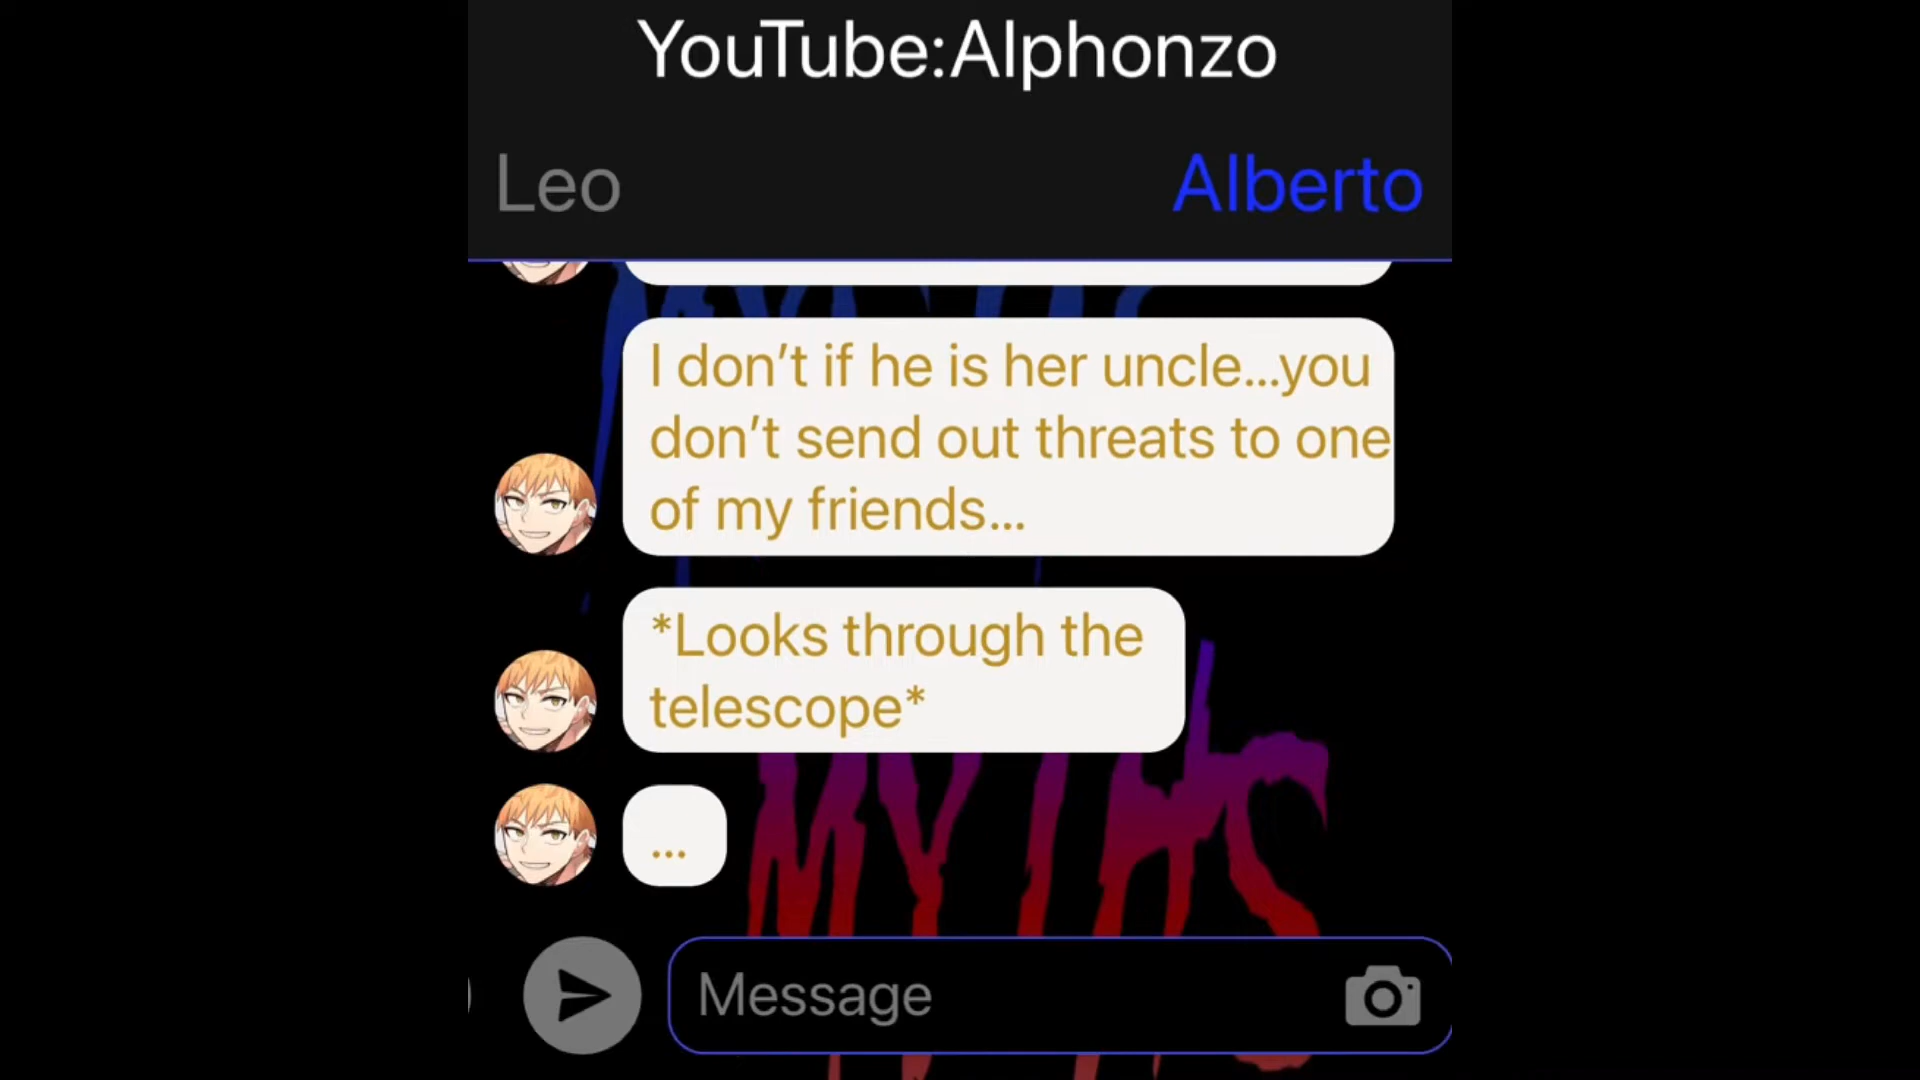 YouTube:Alphonzo
Leo
Alberto
I don’t if he is her uncle...you
don’t send out threats to one
of my friends...
*Looks through the
telescope*
...
MYTHS
Message